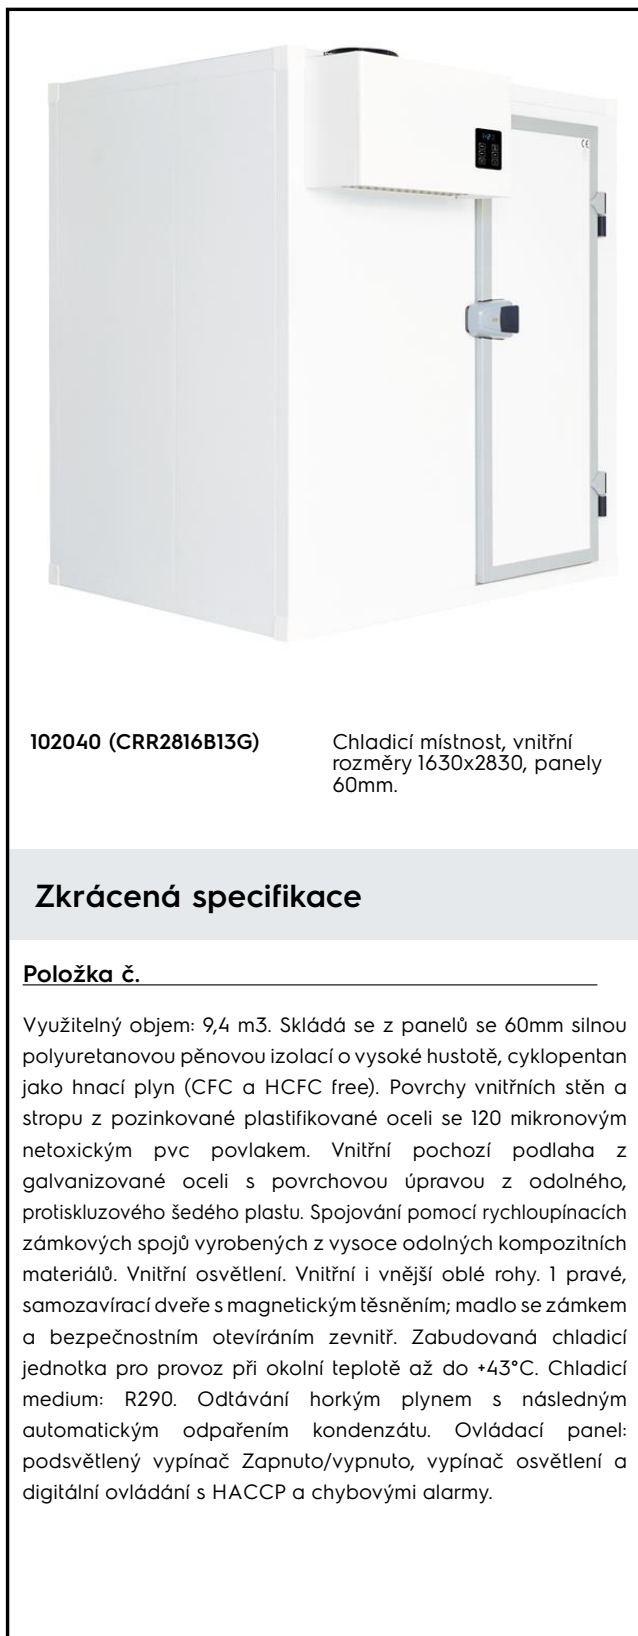 102040 (CRR2816B13G)
Chladicí místnost, vnitřní
rozměry 1630x2830, panely
60mm.
Zkrácená specifikace
Položka č.
Využitelný objem: 9,4 m3. Skládá se z panelů se 60mm silnou
polyuretanovou pěnovou izolací o vysoké hustotě, cyklopentan
jako hnací plyn (CFC a HCFC free). Povrchy vnitřních stěn a
stropu z pozinkované plastifikované oceli se 120 mikronovým
netoxickým pvc povlakem. Vnitřní pochozí podlaha z
galvanizované oceli s povrchovou úpravou z odolného,
protiskluzového šedého plastu. Spojování pomocí rychloupínacích
zámkových spojů vyrobených z vysoce odolných kompozitních
materiálů. Vnitřní osvětlení. Vnitřní i vnější oblé rohy. 1 pravé,
samozavírací dveře s magnetickým těsněním; madlo se zámkem
a bezpečnostním otevíráním zevnitř. Zabudovaná chladicí
jednotka pro provoz při okolní teplotě až do +43°C. Chladicí
medium: R290. Odtávání horkým plynem s následným
automatickým odpařením kondenzátu. Ovládací panel:
podsvětlený vypínač Zapnuto/vypnuto, vypínač osvětlení a
digitální ovládání s HACCP a chybovými alarmy.